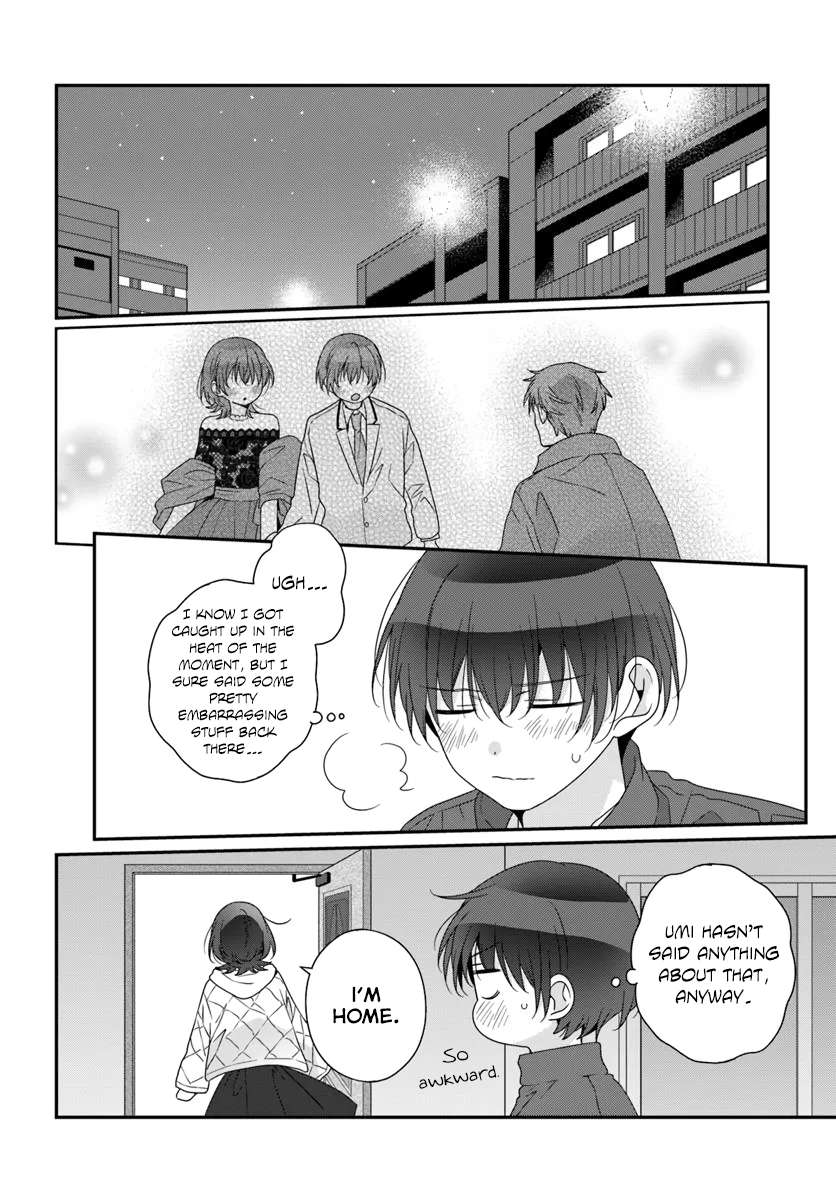 UGH...
I KNOW I GOT
CAUGHT UP IN THE
HEAT OF THE
MOMENT, BUT I
SURE SAID SOME
PRETTY
EMBARRASSING
STUFF BACK
THERE...
UMI HASN'T
SAID ANYTHING
ABOUT THAT,
ANYWAY.
I'M
HOME.
So
awkward.